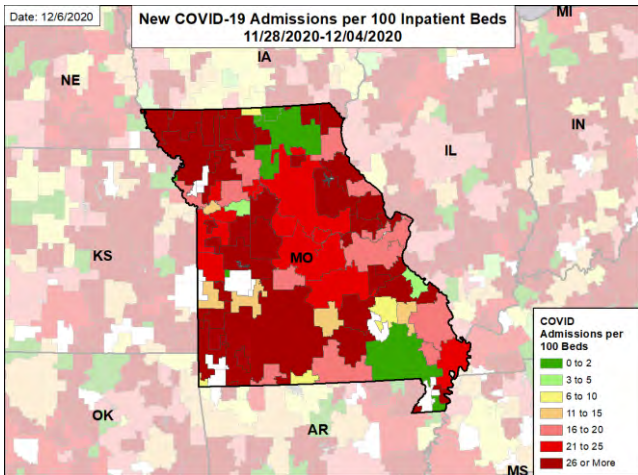 Date: 12/6/2020
New COVID-19 Admissions per 100 Inpatient Beds
11/28/2020-12/04/2020
MI
IA
NE
IN
IL
KS
MO
OK
AR
MS
COVID
Admissions per
100 Beds
0 to 2
3 to 5
6 to 10
11 to 15
16 to 20
21 to 25
26 or More